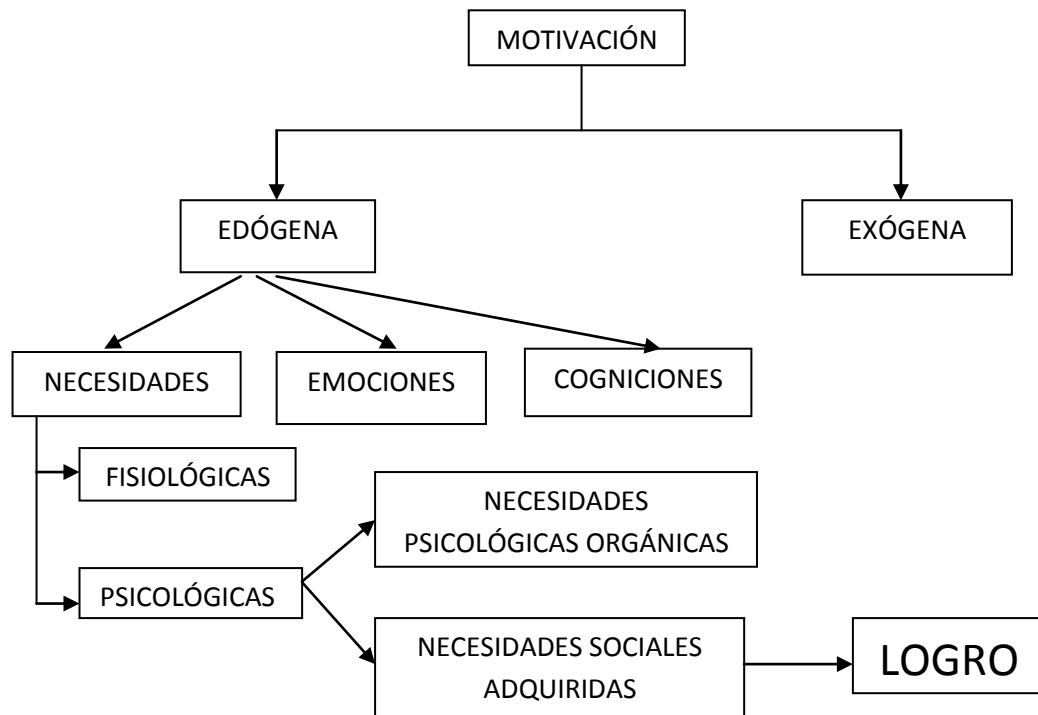 MOTIVACIÓN
EDÓGENA
EXÓGENA
NECESIDADES
EMOCIONES
COGNICIONES
FISIOLÓGICAS
NECESIDADES
PSICOLÓGICAS ORGÁNICAS
PSICOLÓGICAS
NECESIDADES SOCIALES
ADQUIRIDAS
LOGRO